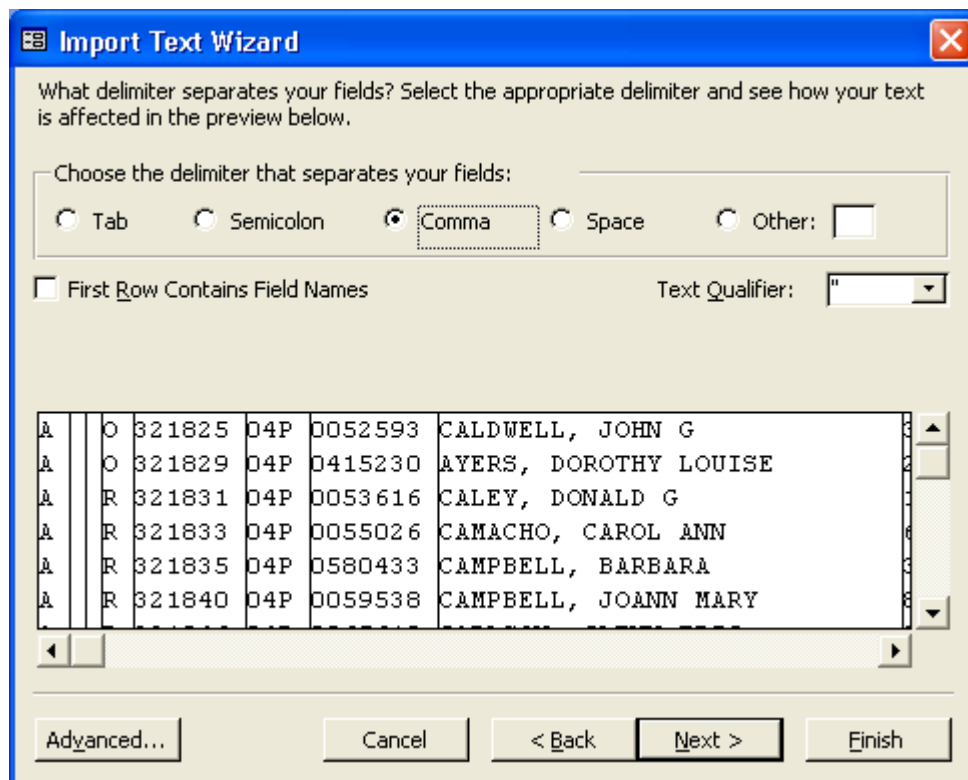 Import Text Wizard
What delimiter separates your fields? Select the appropriate delimiter and see how your text
is affected in the preview below.
Choose the delimiter that separates your fields:
Tab Semicolon Comma Space Other:
First Row Contains Field Names Text Qualifier: "
A O 321825 04P 0052593 CALDWELL, JOHN G
A O 321829 04P 0415230 AYERS, DOROTHY LOUISE
A R 321831 04P 0053616 CALEY, DONALD G
A R 321833 04P 0055026 CAMACHO, CAROL ANN
A R 321835 04P 0580433 CAMPBELL, BARBARA
A R 321840 04P 0059538 CAMPBELL, JOANN MARY
Advanced... Cancel < Back Next > Finish